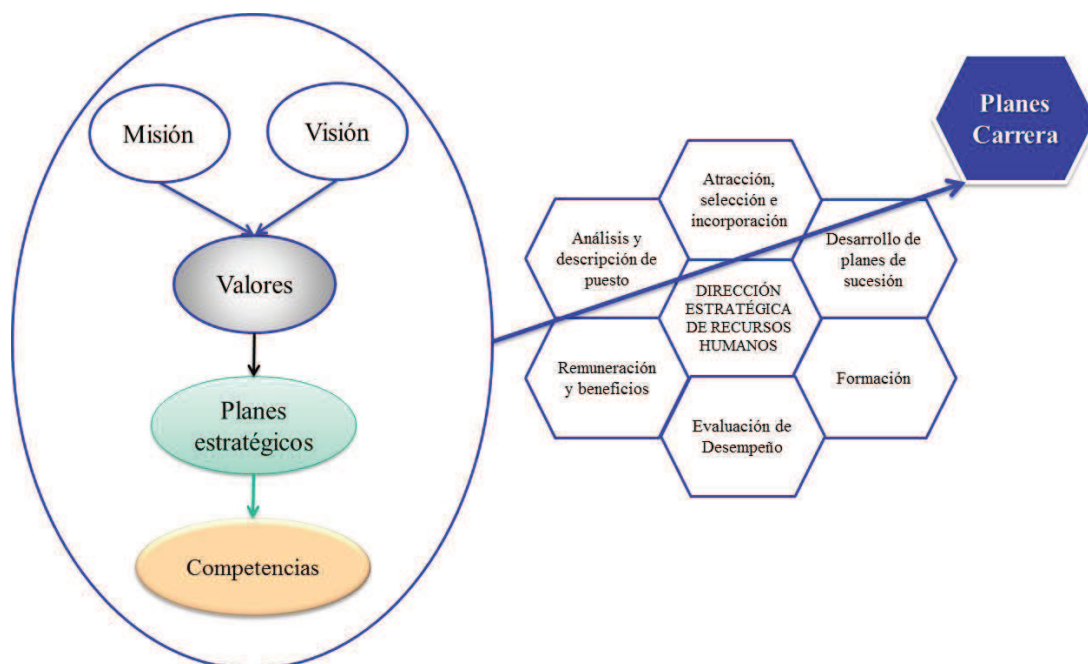 Misión
Visión
Valores
Planes
estratégicos
Competencias
Atracción,
selección e
incorporación
Análisis y
descripción de
puesto
DIRECCIÓN
ESTRATÉGICA
DE RECURSOS
HUMANOS
Desarrollo de
planes de
sucesión
Remuneración
y beneficios
Formación
Evaluación de
Desempeño
Planes
Carrera